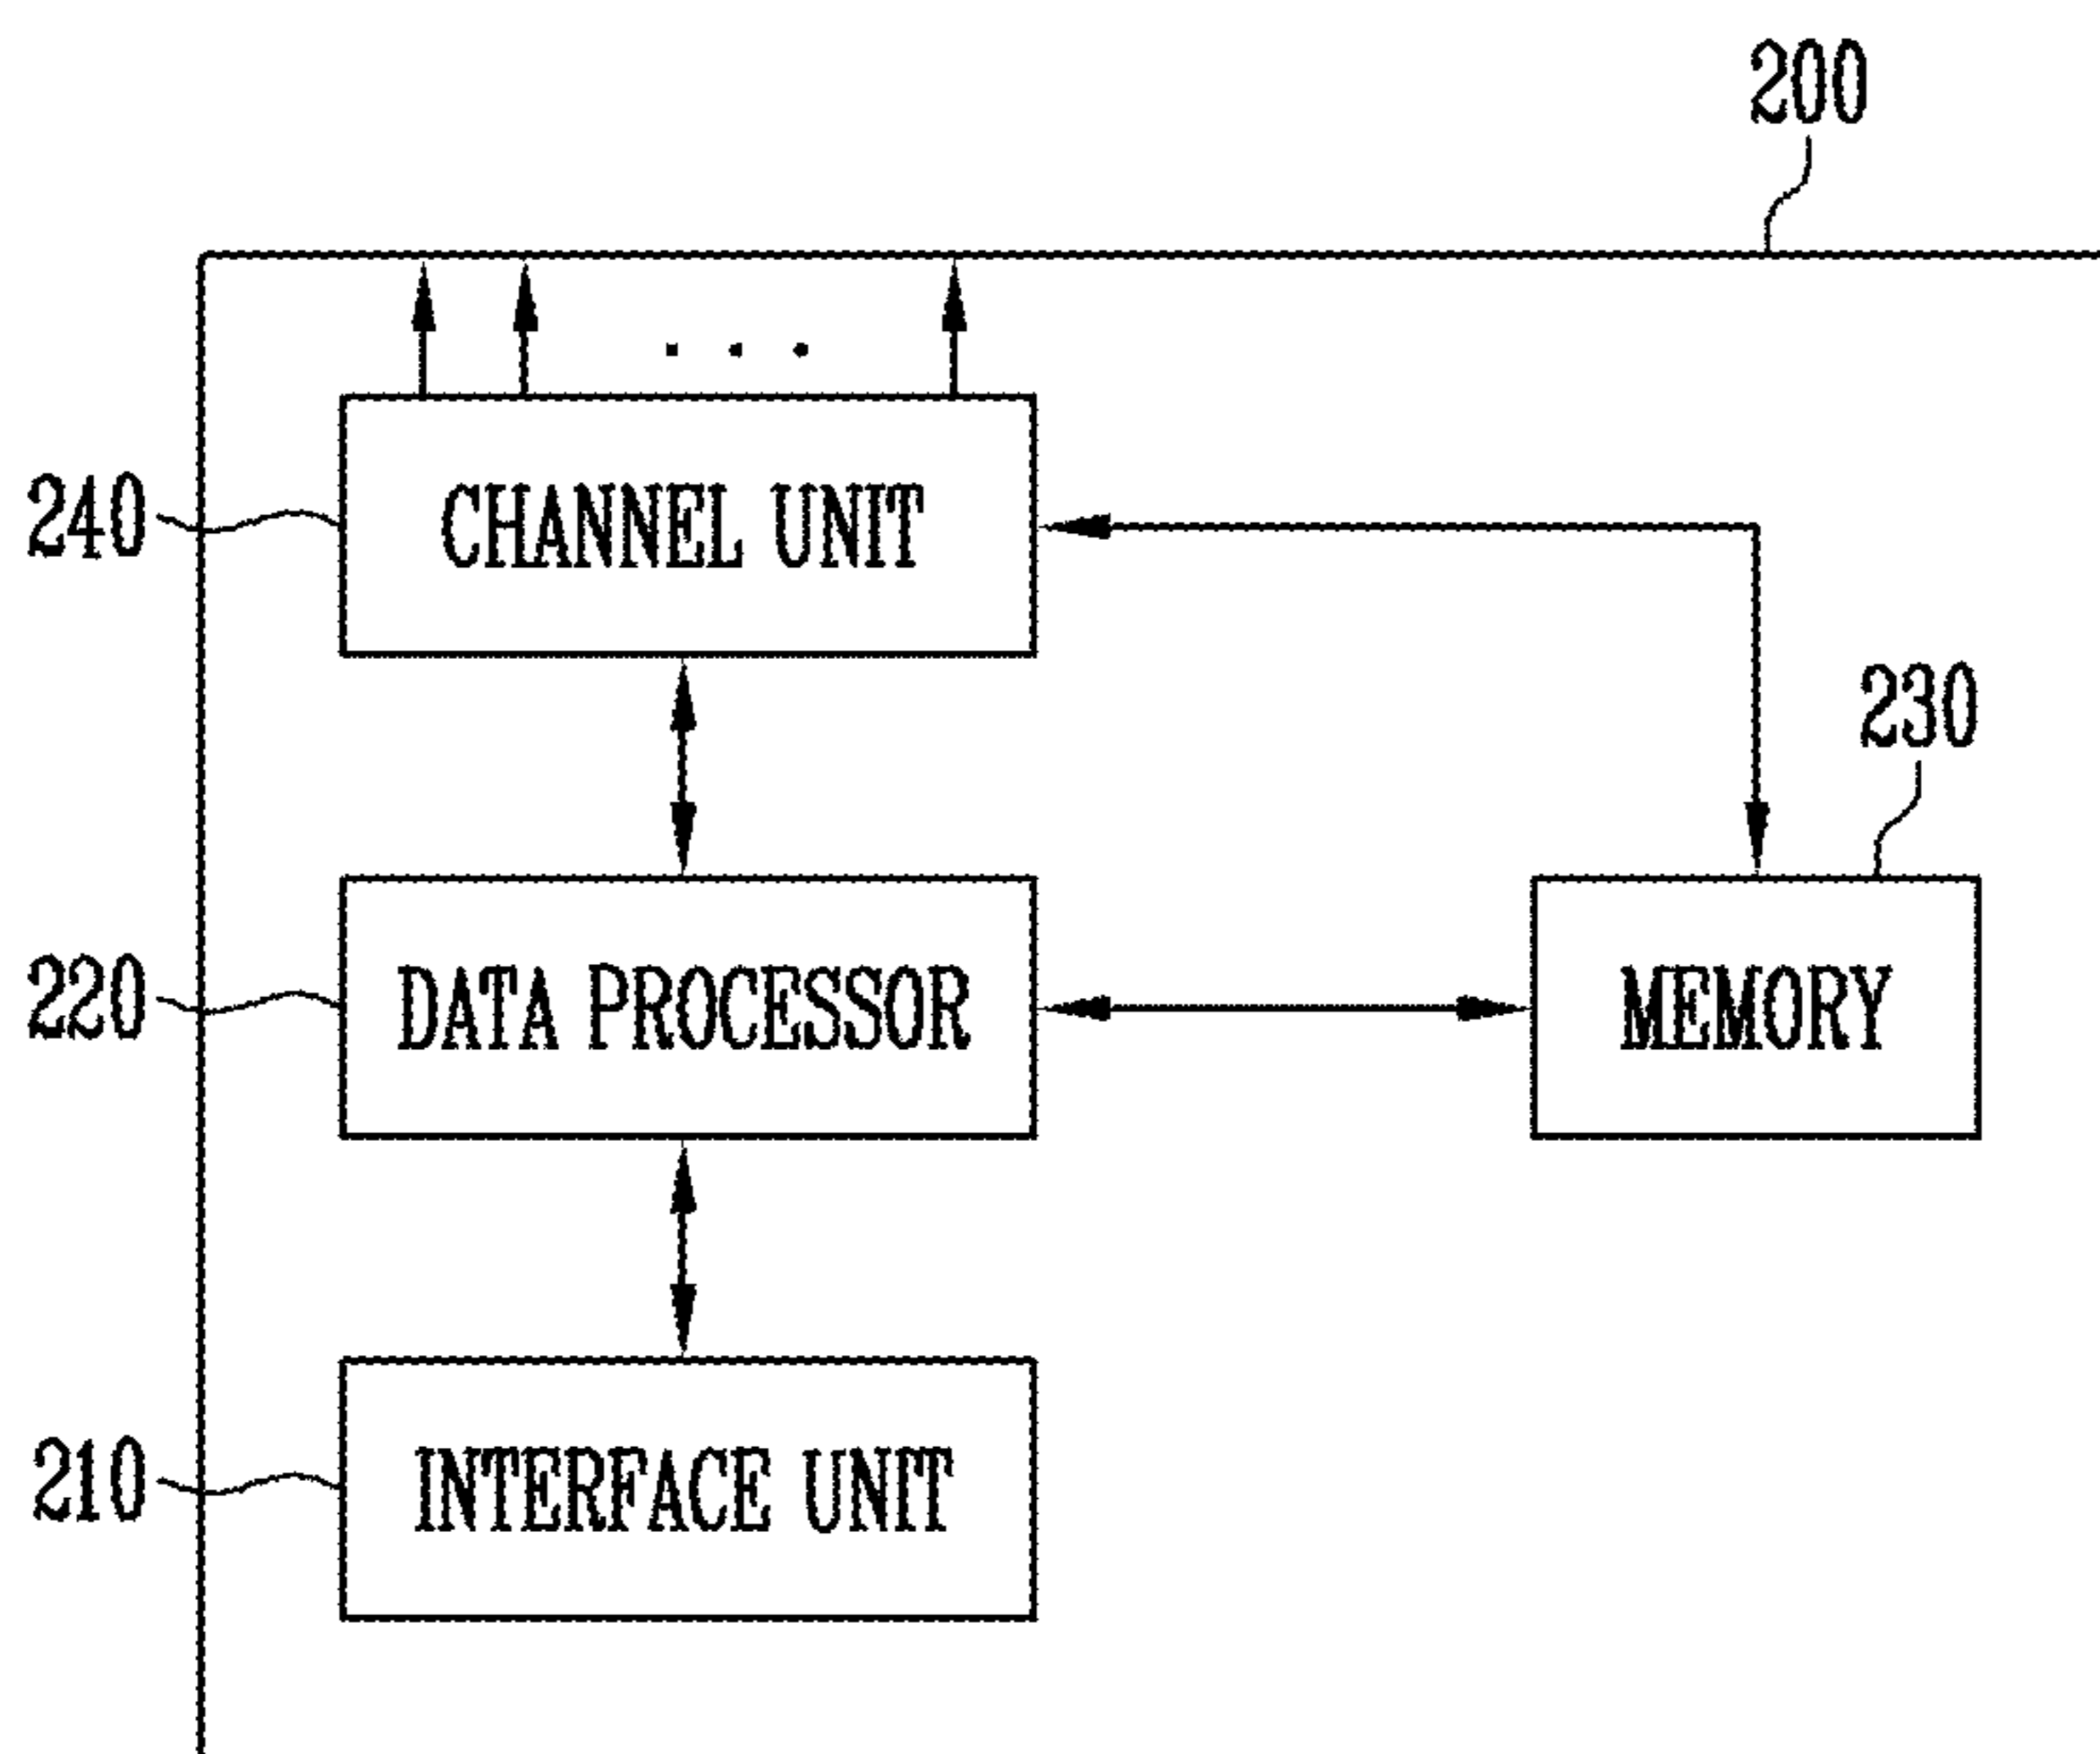 200
240
CHANNEL UNIT
230
220
DATA PROCESSOR
MEMORY
210
INTERFACE UNIT